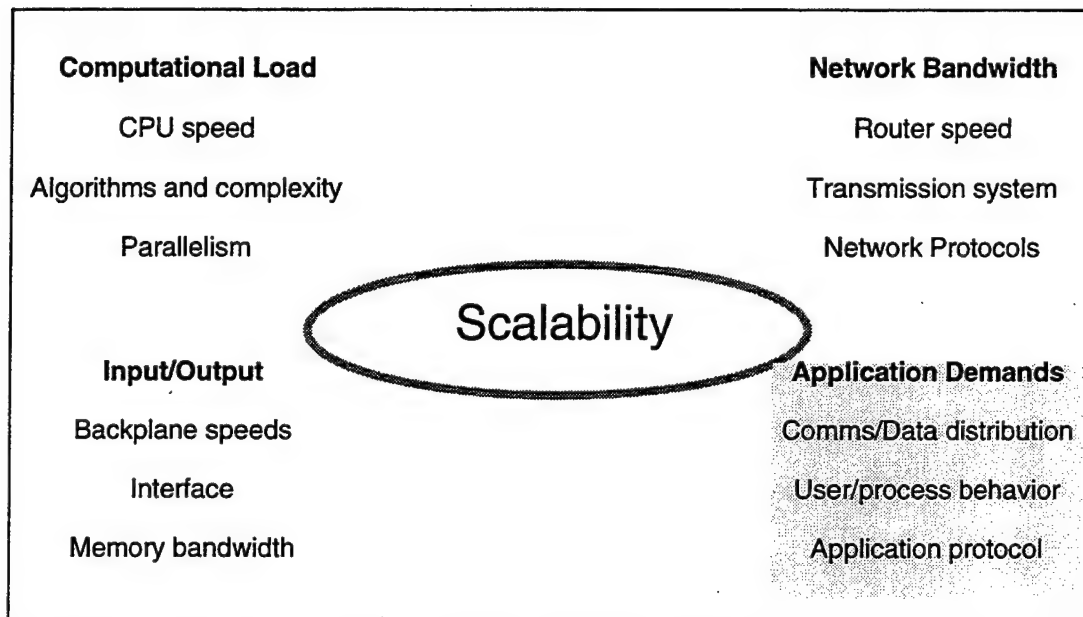 Computational Load
CPU speed
Algorithms and complexity
Parallelism
Network Bandwidth
Router speed
Transmission system
Network Protocols
Scalability
Input/Output
Backplane speeds
Interface
Memory bandwidth
Application Demands
Comms/Data distribution
User/process behavior
Application protocol